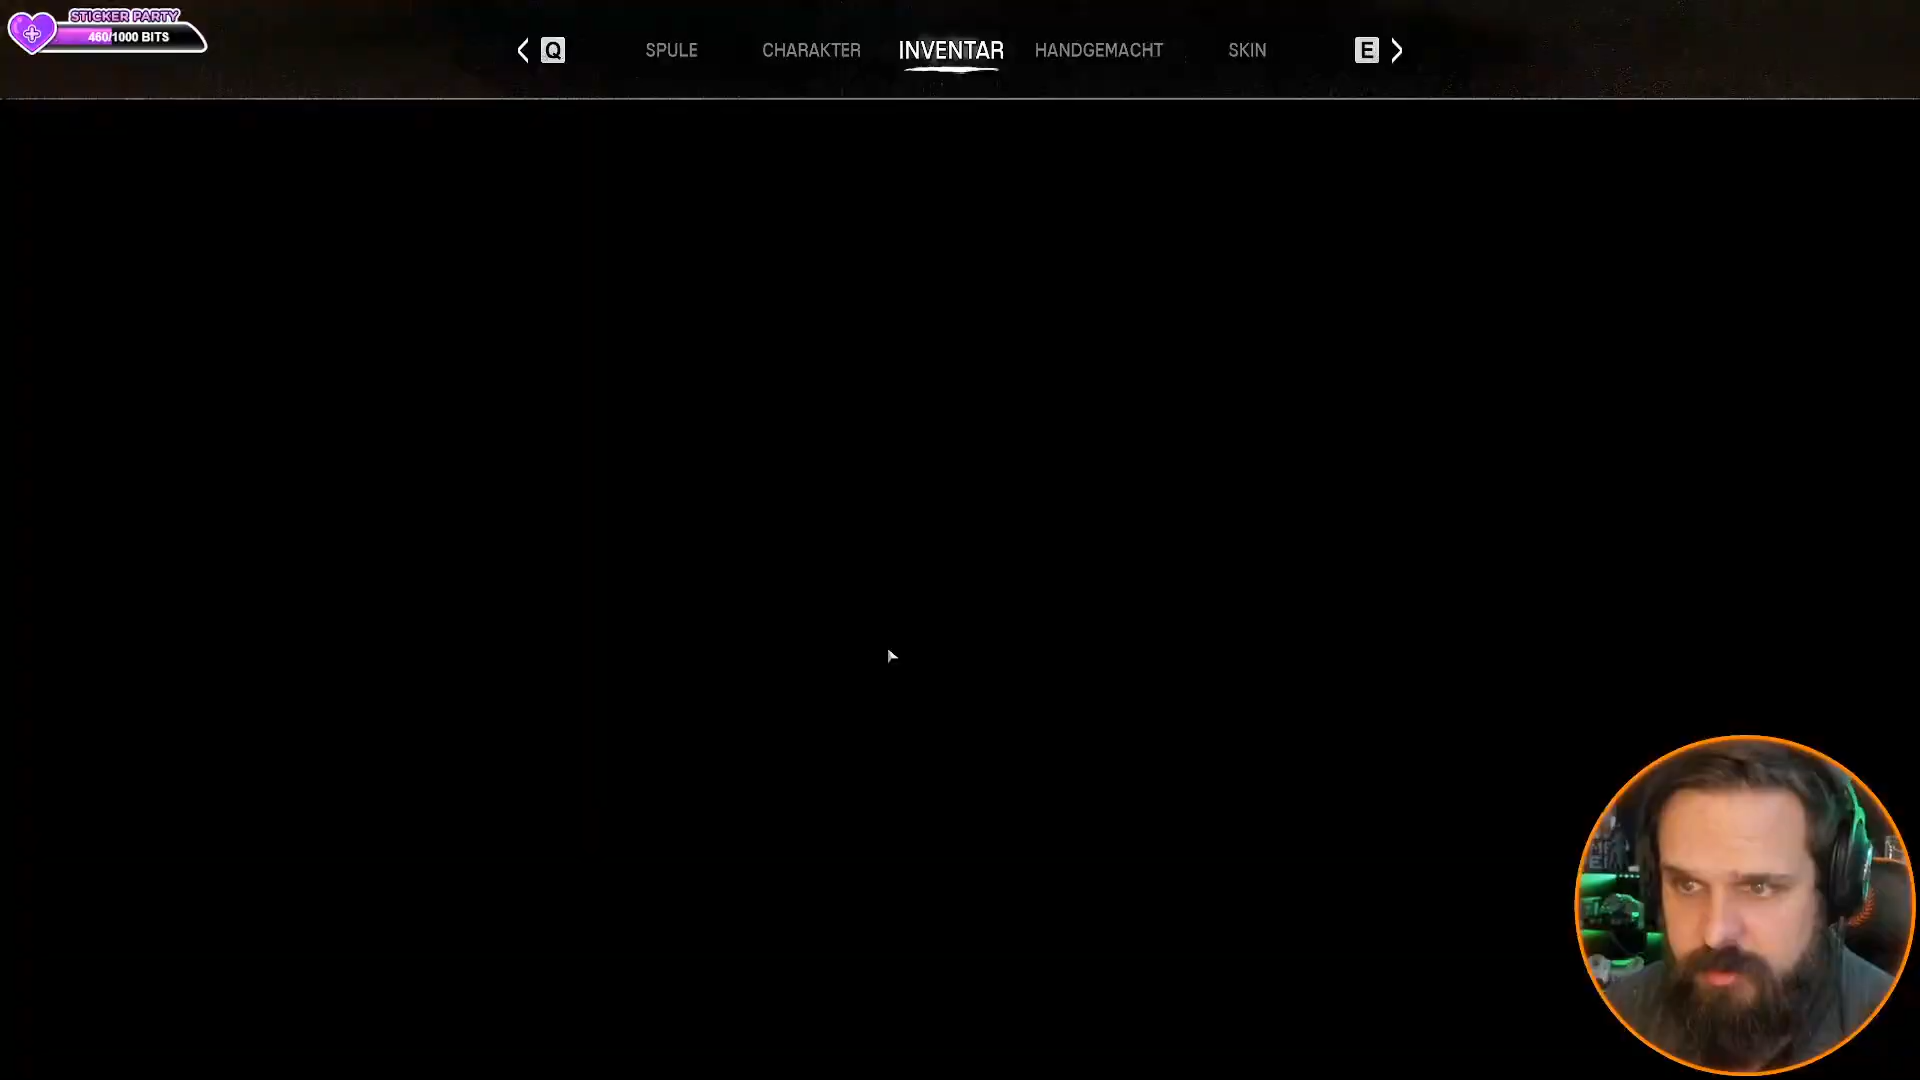 STICKER PARTY
460/1000 BITS
Q SPULE CHARAKTER INVENTAR HANDGEMACHT SKIN E